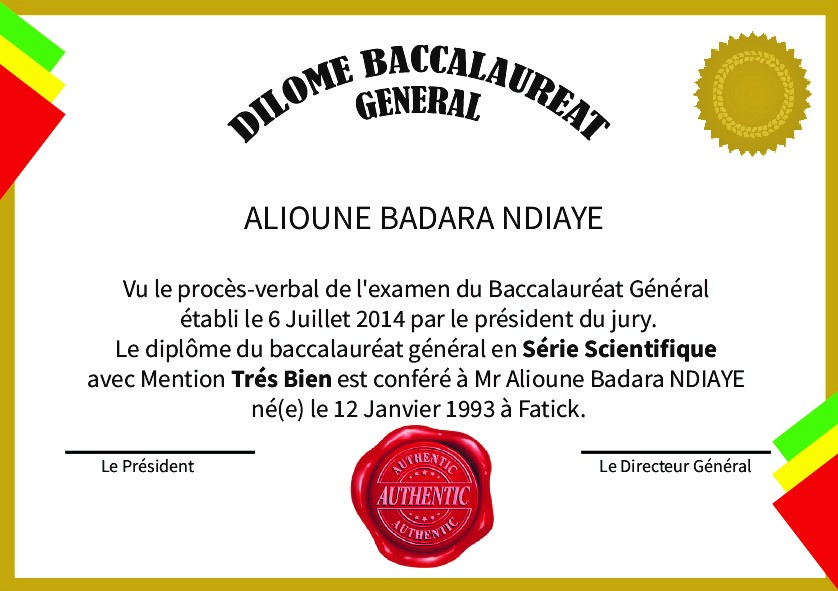 DILOME BACCALAUREAT
GENERAL
ALIOUNE BADARA NDIAYE
Vu le procès-verbal de l'examen du Baccalauréat Général
établi le 6 Juillet 2014 par le président du jury.
Le diplôme du baccalauréat général en Série Scientifique
avec Mention Trés Bien est conféré à Mr Alioune Badara NDIAYE
né(e) le 12 Janvier 1993 à Fatick.
Le Président
Le Directeur Général
AUTHENTIC
AUTHENTIC
AUTHENTIC